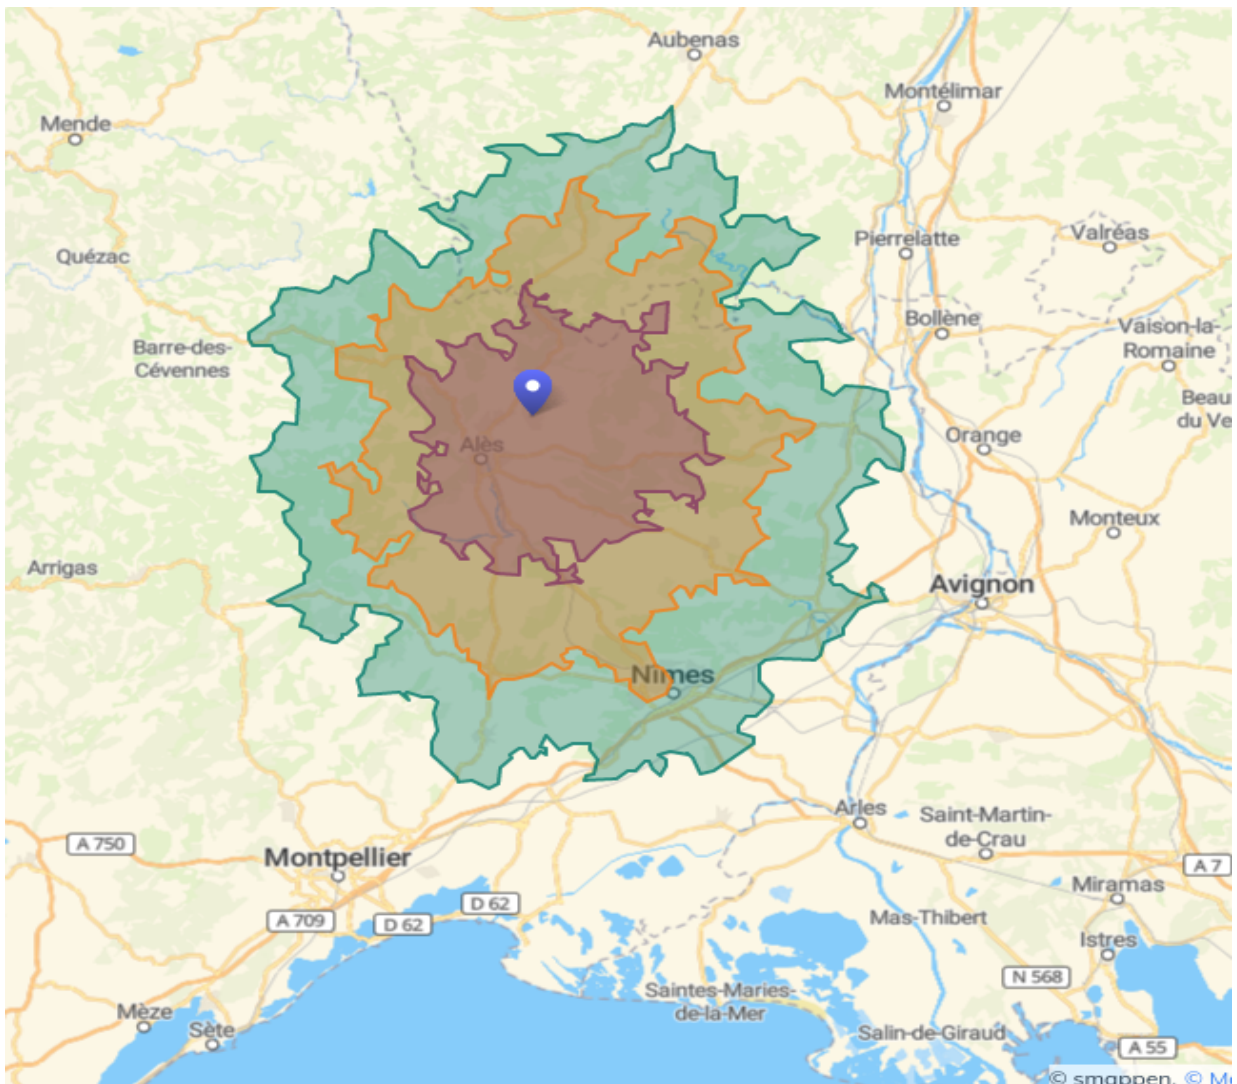 Aubenas
Montélimar
Mende
Valréas
Pierrelatte
Quézac
Bollène
Vaison-la-
Romaine
Barre-des-
Cévennes
Beau
du Ve
Orange
Alès
Monteux
Arrigas
Avignon
Nîmes
Arles
Saint-Martin-
de-Crau
A 750
Montpellier
A 7
Miramas
D 62
A 709
D 62
Mas-Thibert
Istres
N 568
Saintes-Maries-
de-la-Mer
Mèze
Sète
Salin-de-Giraud
A 55
© smappen, © M